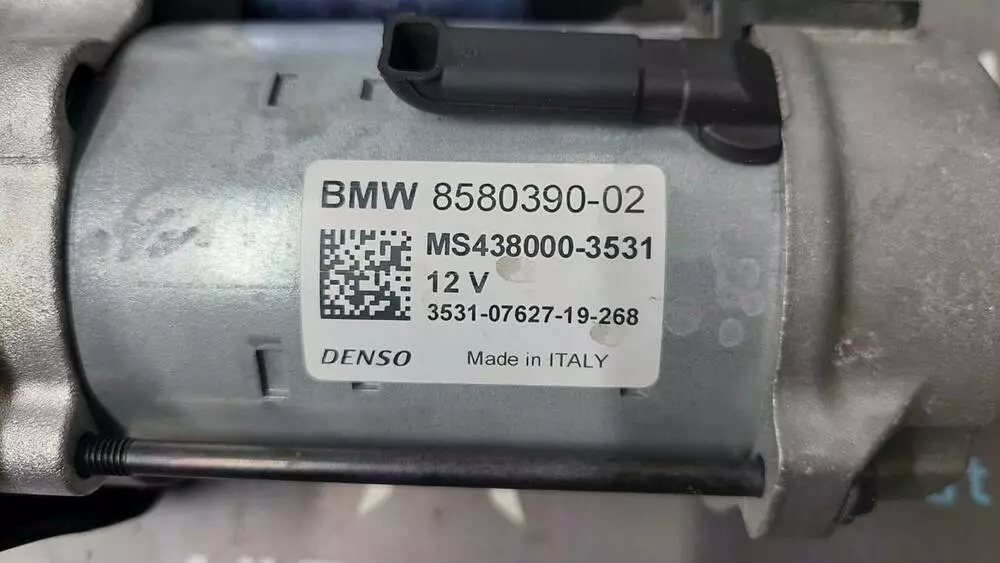 BMW 8580390-02
MS438000-3531
12 V
3531-07627-19-268
DENSO Made in ITALY